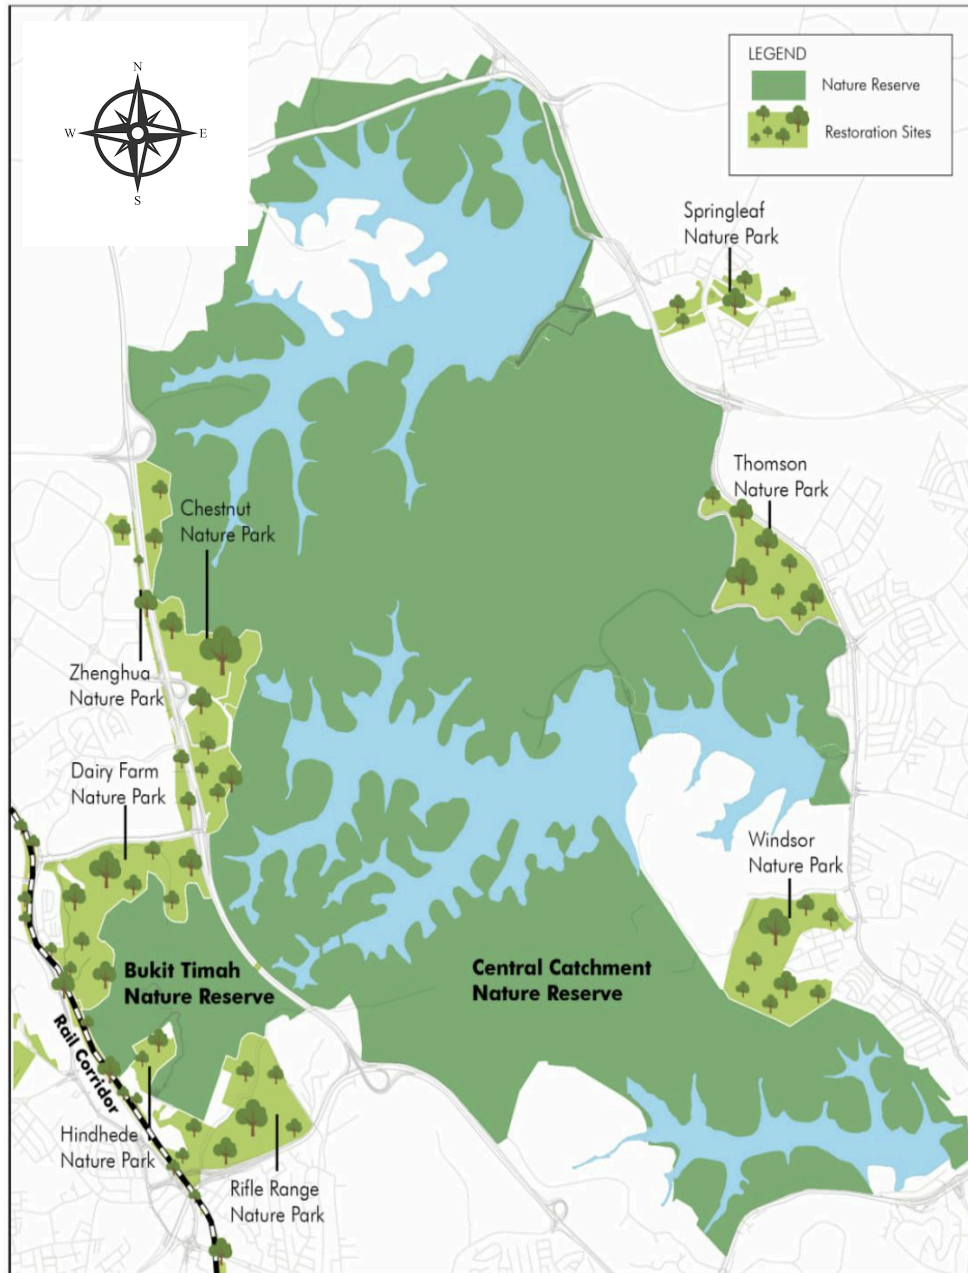 N
W
E
S
LEGEND
Nature Reserve
Restoration Sites
Springleaf
Nature Park
Thomson
Nature Park
Chestnut
Nature Park
Zhenghua
Nature Park
Dairy Farm
Nature Park
Windsor
Nature Park
Bukit Timah
Nature Reserve
Central Catchment
Nature Reserve
Rail Corridor
Hindhede
Nature Park
Rifle Range
Nature Park